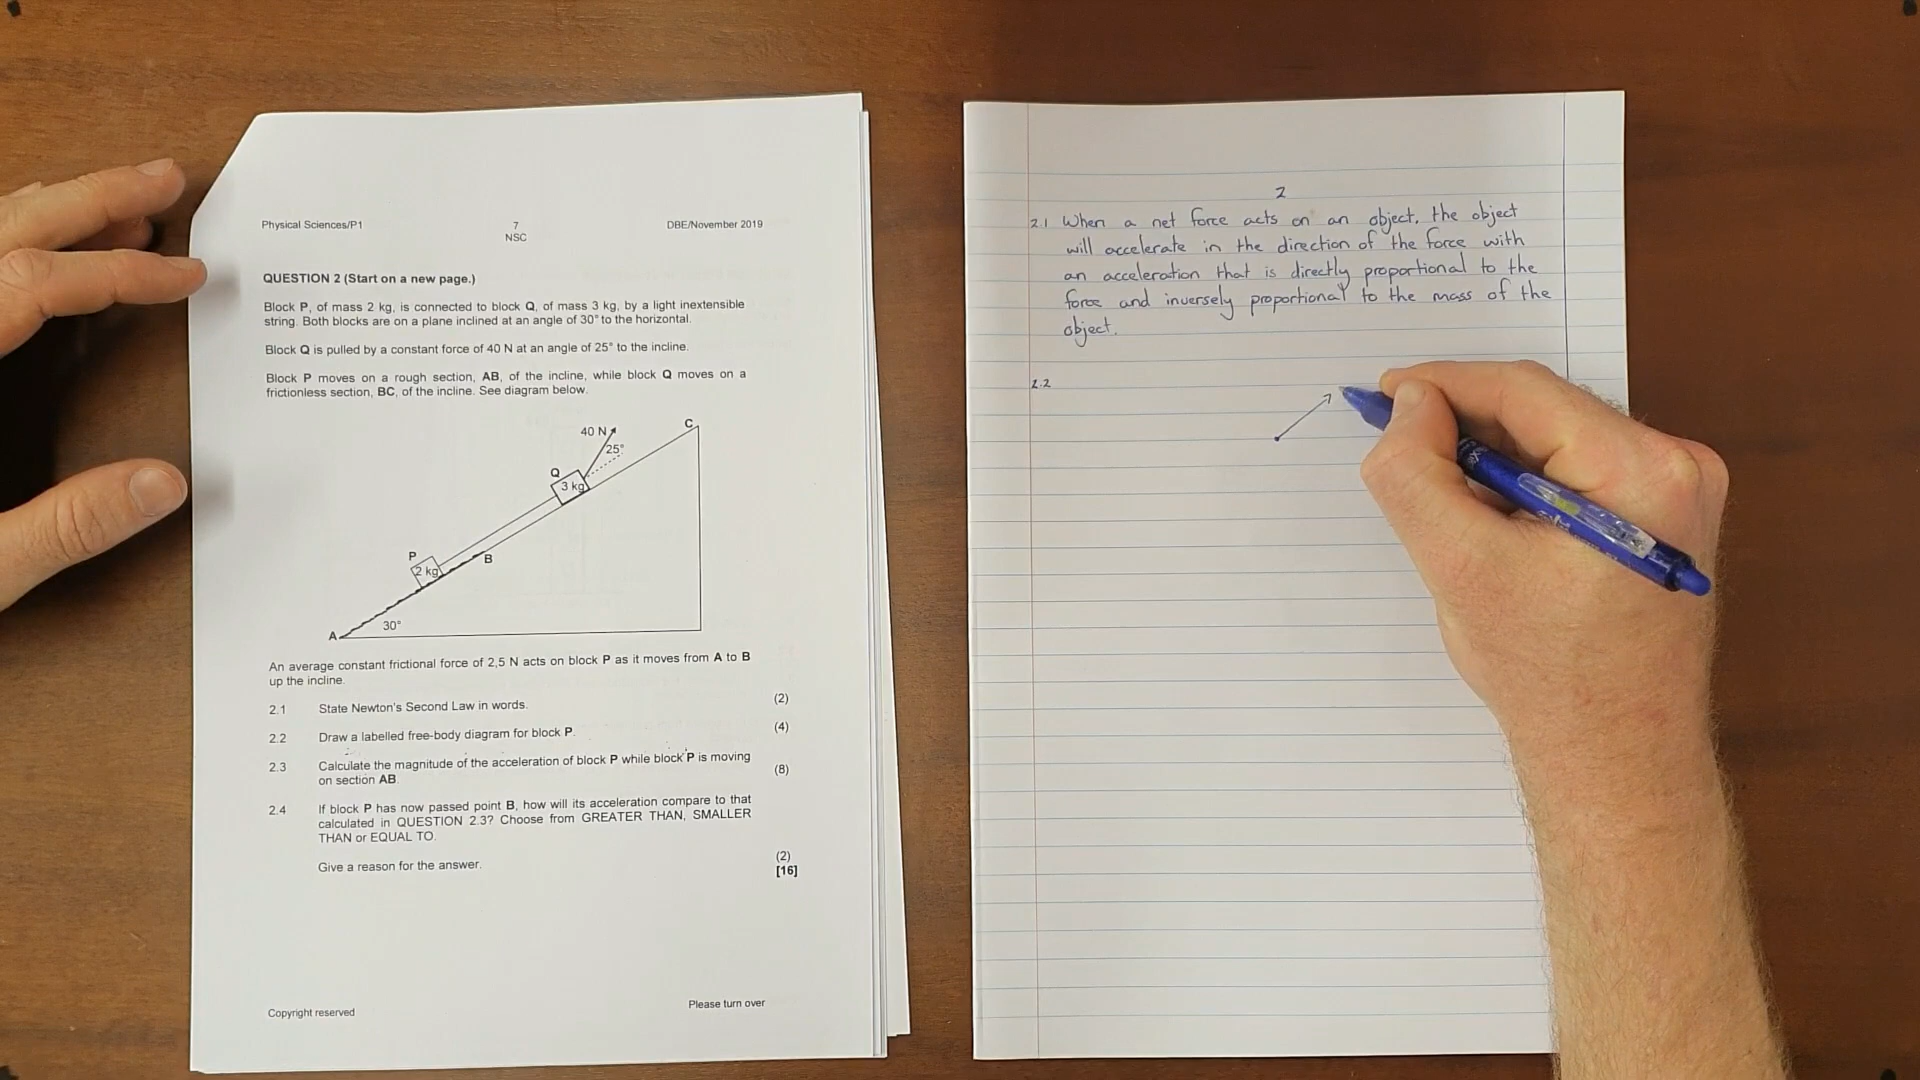 Physical Sciences/P1 7 DBE/November 2019
NSC
QUESTION 2 (Start on a new page.)
Block P, of mass 2 kg, is connected to block Q, of mass 3 kg, by a light inextensible
string. Both blocks are on a plane inclined at an angle of 30° to the horizontal.
Block Q is pulled by a constant force of 40 N at an angle of 25° to the incline.
Block P moves on a rough section, AB, of the incline, while block Q moves on a
frictionless section, BC, of the incline. See diagram below.
C
40 N
25°
Q
3 kg
P
B
2 kg
30°
A
An average constant frictional force of 2,5 N acts on block P as it moves from A to B
up the incline.
2.1 State Newton's Second Law in words. (2)
2.2 Draw a labelled free-body diagram for block P. (4)
2.3 Calculate the magnitude of the acceleration of block P while block P is moving
on section AB. (8)
2.4 If block P has now passed point B, how will its acceleration compare to that
calculated in QUESTION 2.3? Choose from GREATER THAN, SMALLER
THAN or EQUAL TO.
Give a reason for the answer. (2)
[16]
Copyright reserved Please turn over
2
2.1 When a net force acts on an object, the object
will accelerate in the direction of the force with
an acceleration that is directly proportional to the
force and inversely proportional to the mass of the
object.
2.2